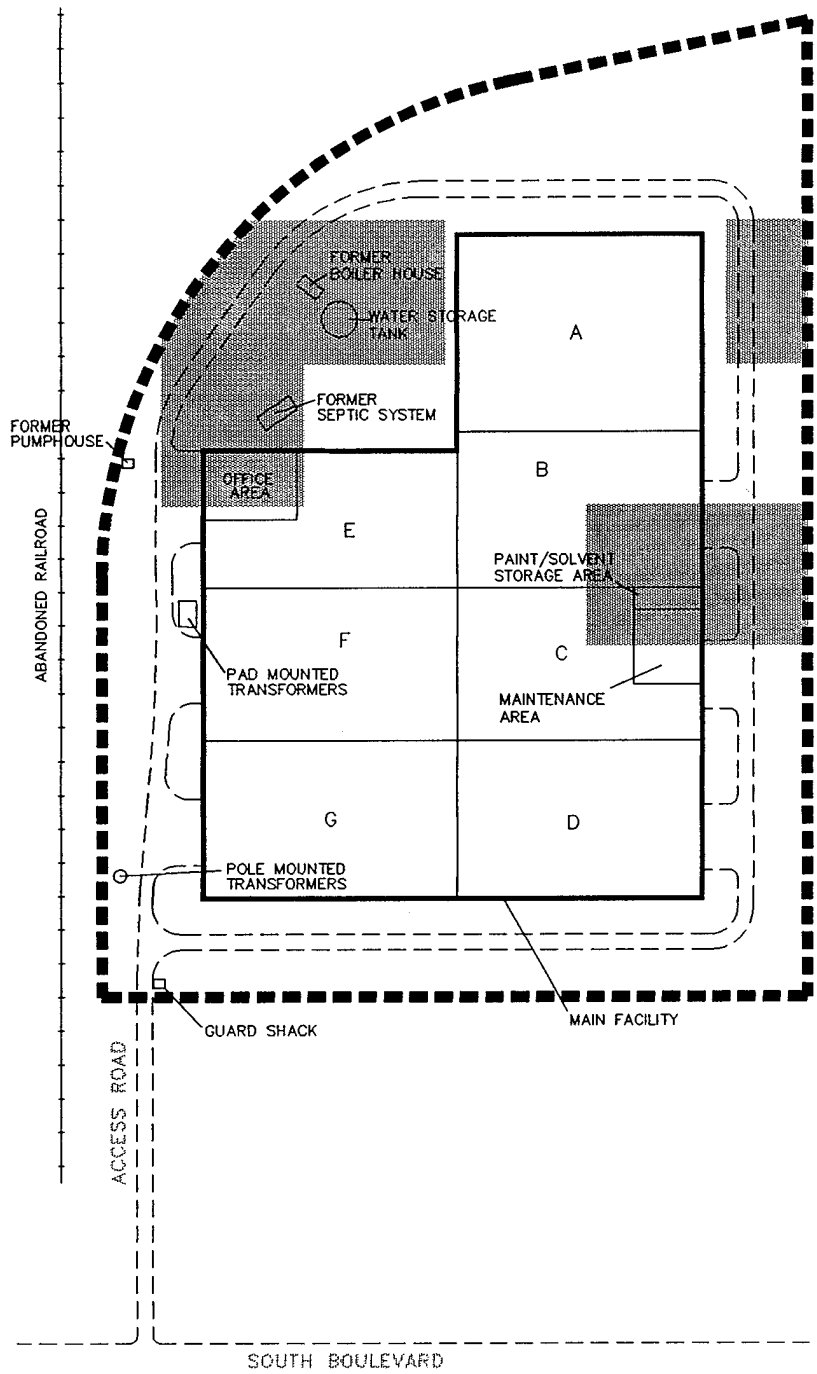 FORMER
BOILER HOUSE
WATER STORAGE
TANK
A
FORMER
SEPTIC SYSTEM
FORMER
PUMPHOUSE
B
OFFICE
AREA
E
ABANDONED RAILROAD
PAINT/SOLVENT
STORAGE AREA
F
C
PAD MOUNTED
TRANSFORMERS
MAINTENANCE
AREA
G
D
POLE MOUNTED
TRANSFORMERS
GUARD SHACK
MAIN FACILITY
ACCESS ROAD
SOUTH BOULEVARD